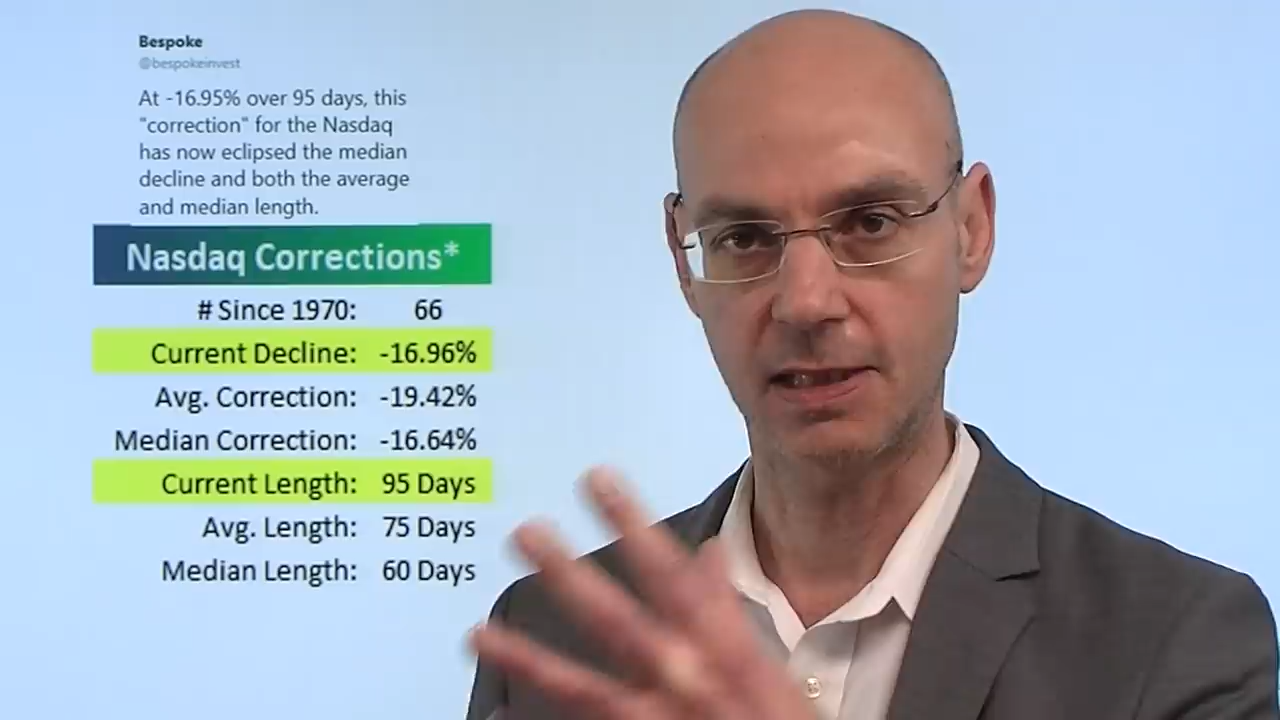 Bespoke
@bespokeinvest
At -16.95% over 95 days, this
"correction" for the Nasdaq
has now eclipsed the median
decline and both the average
and median length.
Nasdaq Corrections*
# Since 1970: 66
Current Decline: -16.96%
Avg. Correction: -19.42%
Median Correction: -16.64%
Current Length: 95 Days
Avg. Length: 75 Days
Median Length: 60 Days